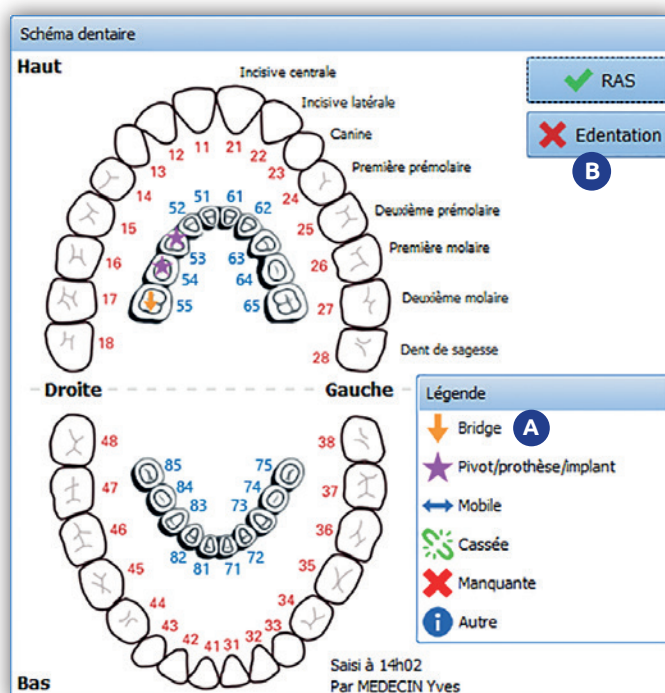 Schéma dentaire
Haut
RAS
Edentation
B
Incisive centrale
Incisive latérale
Canine
Première prémolaire
Deuxième prémolaire
Première molaire
Deuxième molaire
Dent de sagesse
13 12 11 21 22 23
14 24
15 25
16 26
17 27
18 28
52 51 61 62
53 63
54 64
55 65
Droite
Gauche
48 38
47 37
46 36
45 35
44 34
43 42 41 31 32 33
85 75
84 74
83 73
82 81 71 72
Légende
Bridge
A
Pivot/prothèse/implant
Mobile
Cassée
Manquante
i Autre
Bas
Saisi à 14h02
Par MEDECIN Yves